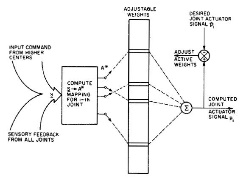 ADJUSTABLE
WEIGHTS
DESIRED
JOINT ACTUATOR
SIGNAL p̂i
INPUT COMMAND
FROM HIGHER
CENTERS
A*
ADJUST
ACTIVE
WEIGHTS
COMPUTE
S→A*
MAPPING
FOR i-th
JOINT
S
Σ
COMPUTED
JOINT
ACTUATOR
SIGNAL pi
SENSORY FEEDBACK
FROM ALL JOINTS